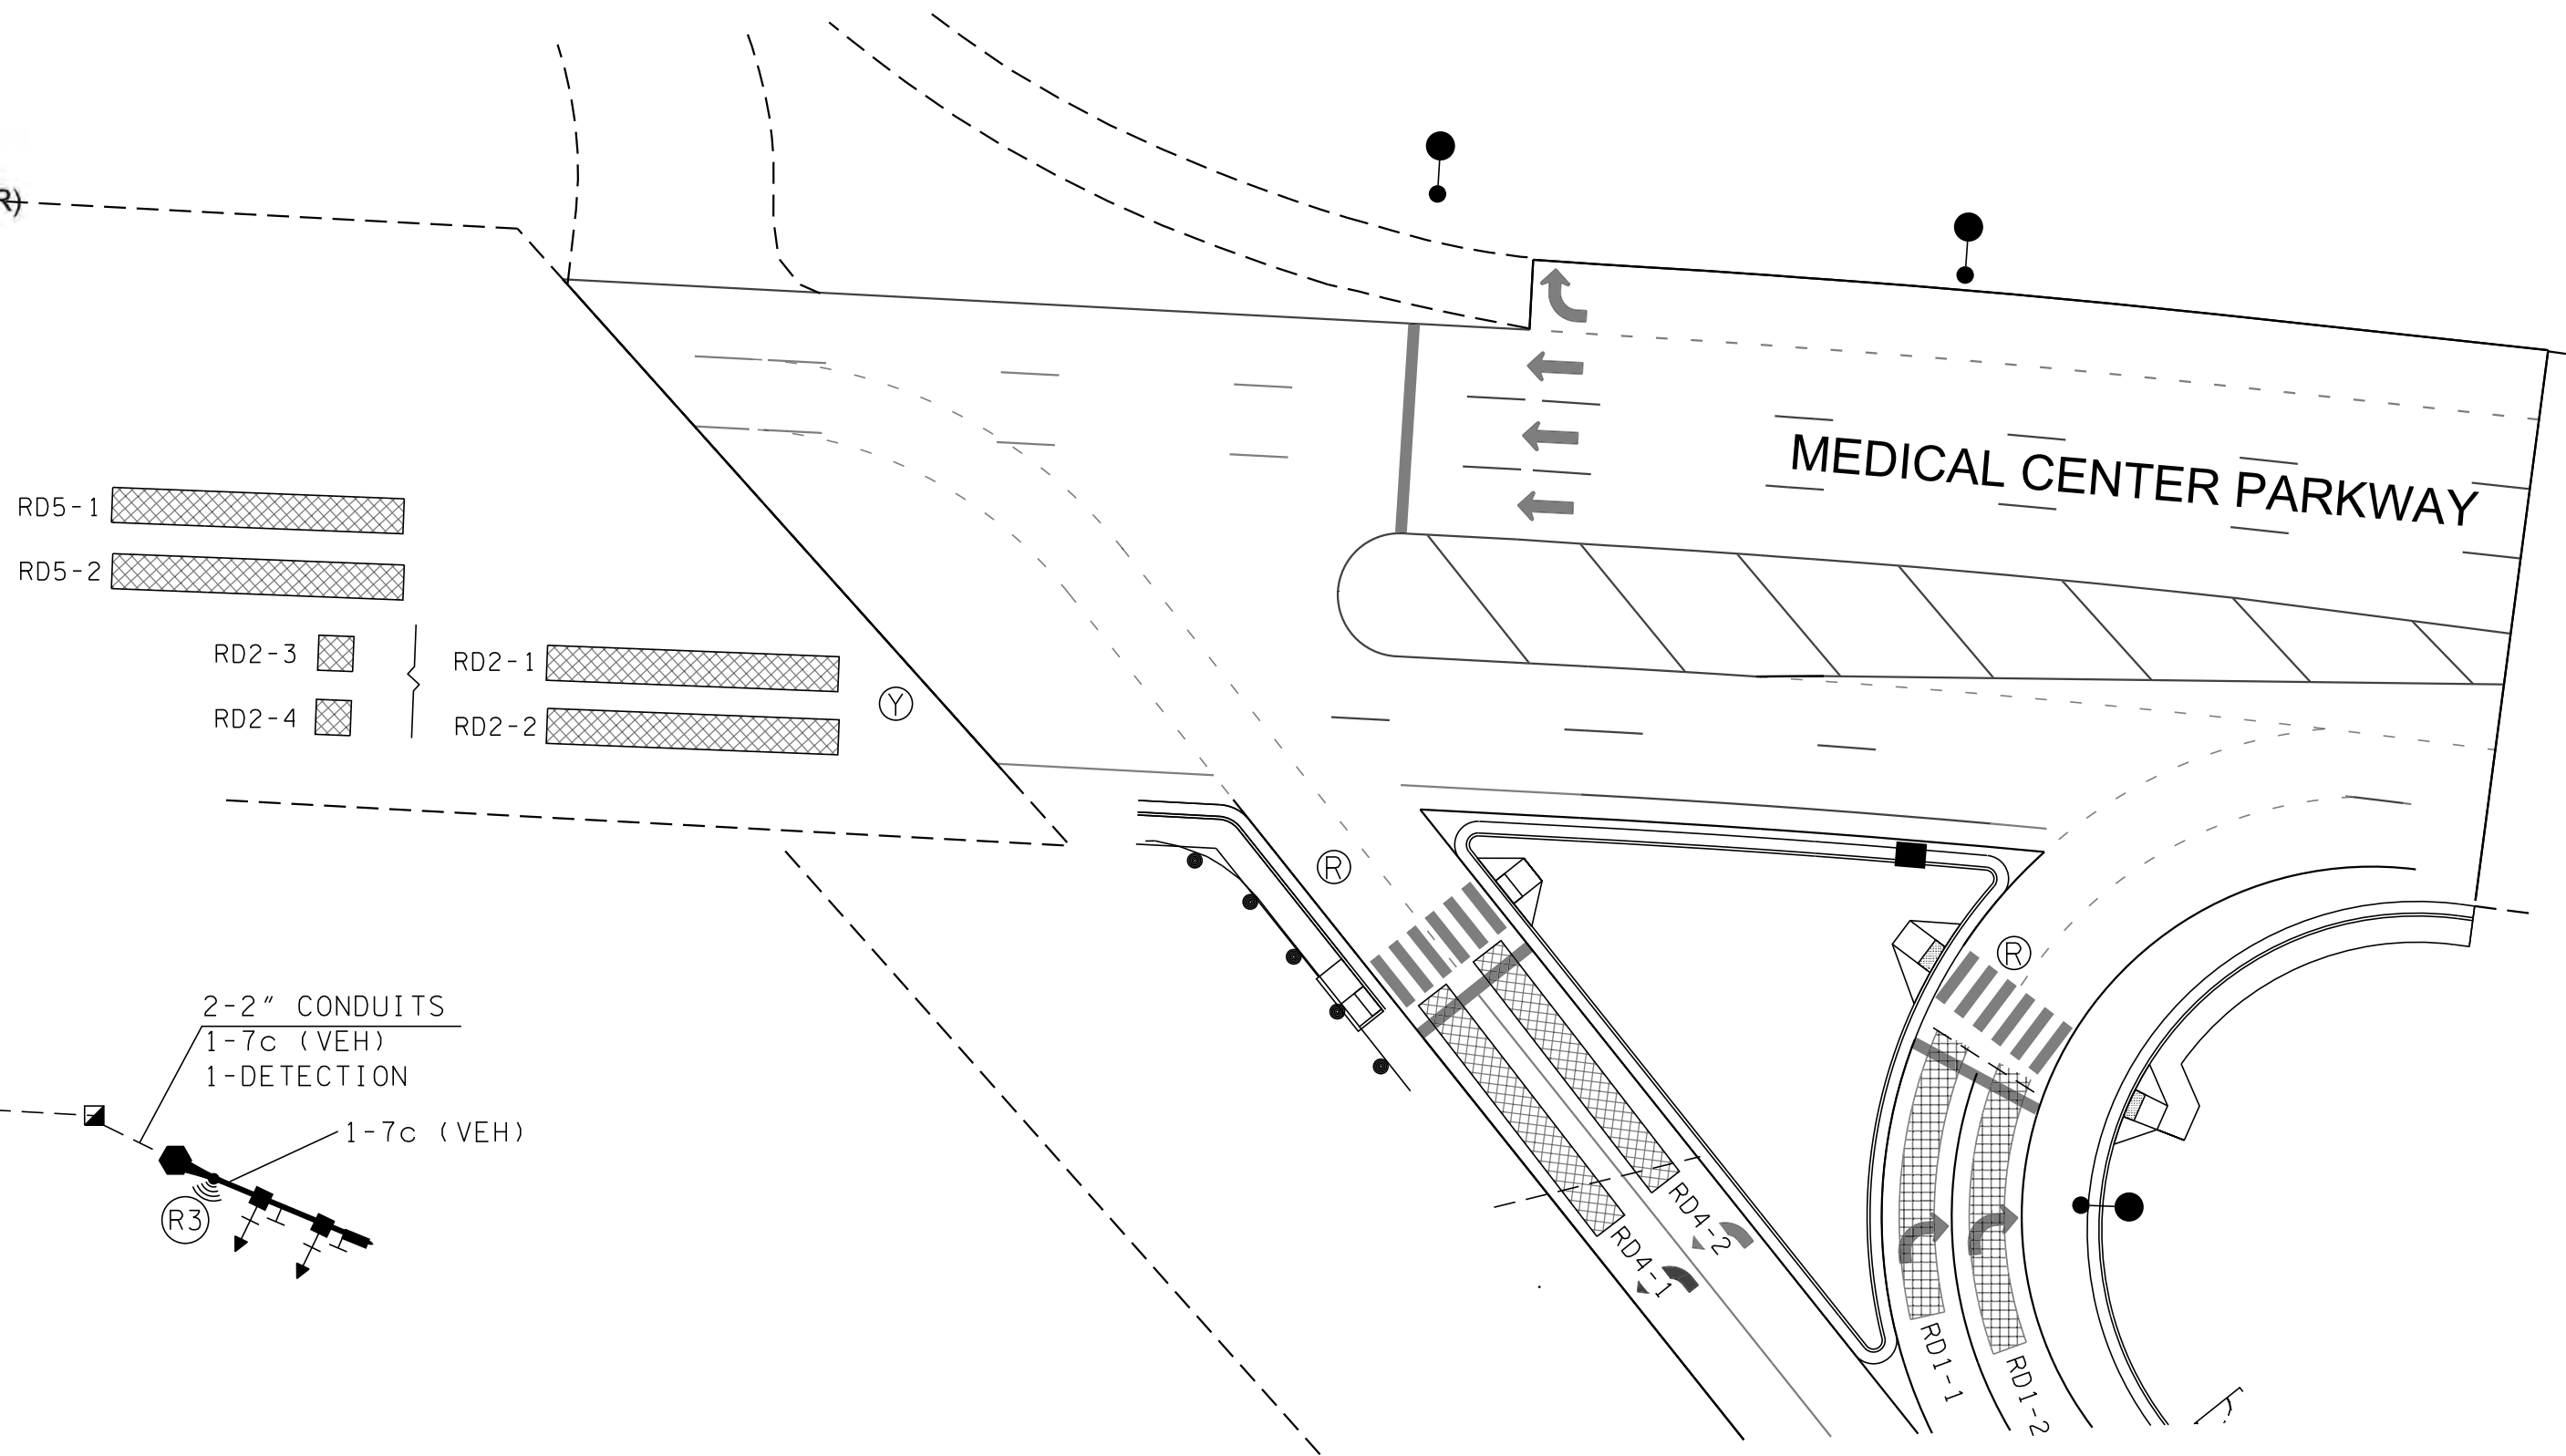 R)
MEDICAL CENTER PARKWAY
RD5-1
RD5-2
RD2-3
RD2-1
RD2-4
RD2-2
Y
R
R
2-2" CONDUITS
1-7c (VEH)
1-DETECTION
1-7c (VEH)
R3
RD4-2
RD4-1
RD1-1
RD1-2